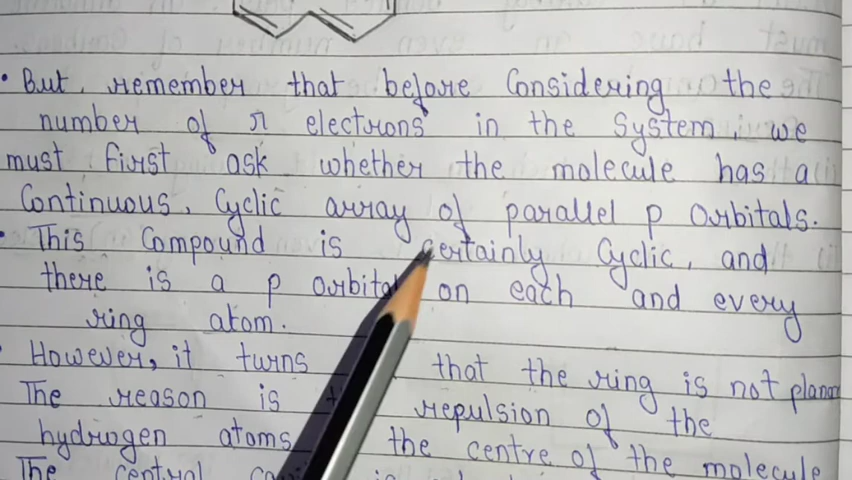 • But, remember that before Considering the
number of π electrons in the System, we
must first ask whether the molecule has a
Continuous, Cyclic array of parallel p orbitals.
• This Compound is certainly Cyclic, and
there is a p orbital on each and every
ring atom.
• However, it turns that the ring is not planar
The reason is repulsion of the
hydrogen atoms the centre of the molecule
The central